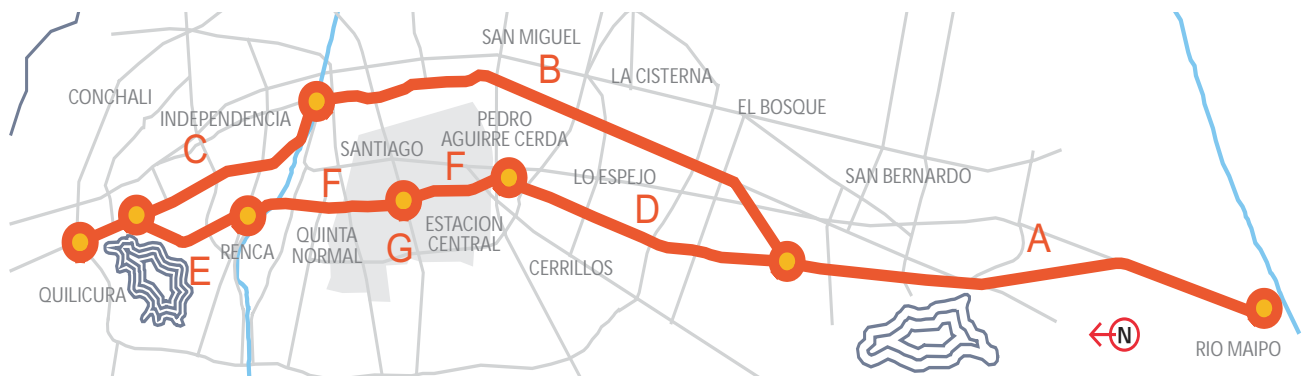 SAN MIGUEL
B
LA CISTERNA
CONCHALI
EL BOSQUE
INDEPENDENCIA
PEDRO
AGUIRRE CERDA
C
SANTIAGO
F
F
LO ESPEJO
SAN BERNARDO
D
RENCA
QUINTA
NORMAL
ESTACION
CENTRAL
G
A
CERRILLOS
E
QUILICURA
N
RIO MAIPO